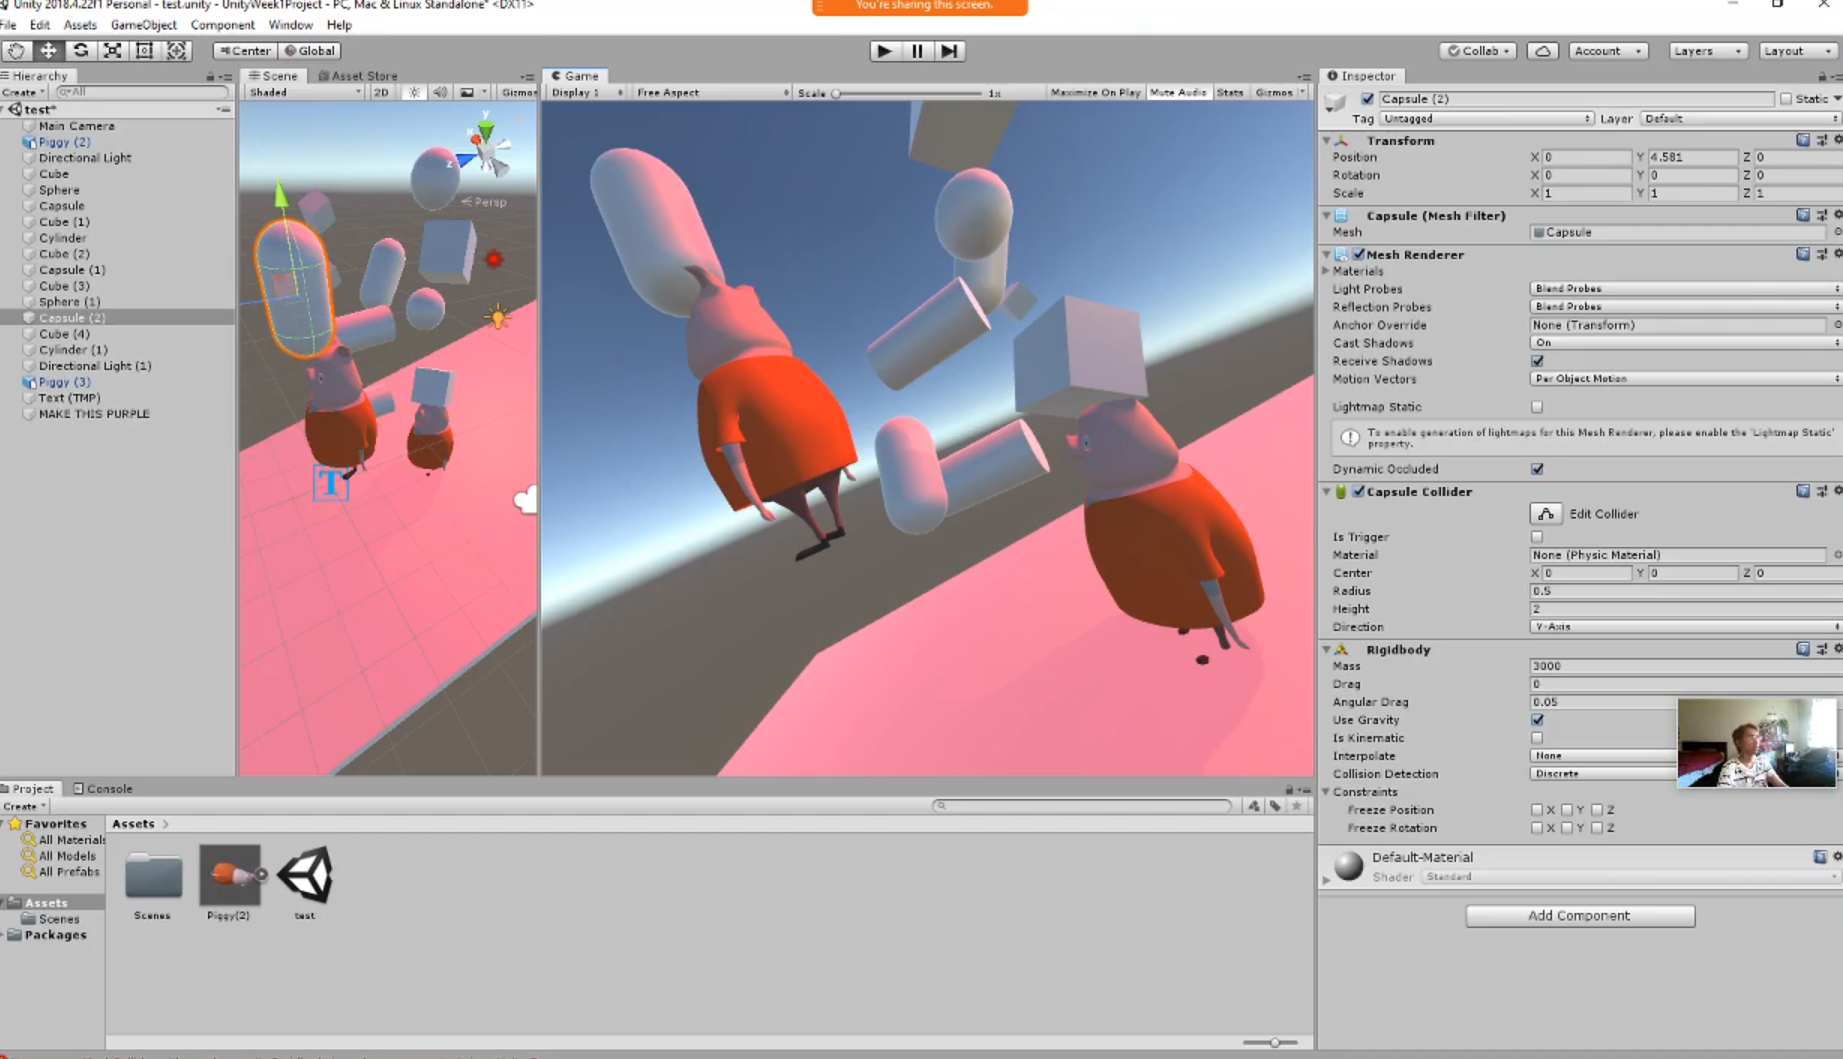 Unity 2018.4.22f1 Personal - test.unity - UnityWeek1Project - PC, Mac & Linux Standalone* <DX11>
You're sharing this screen.
File Edit Assets GameObject Component Window Help
Center Global
Collab Account Layers Layout
Hierarchy
Create All
test*
Main Camera
Piggy (2)
Directional Light
Cube
Sphere
Capsule
Cube (1)
Cylinder
Cube (2)
Capsule (1)
Cube (3)
Sphere (1)
Capsule (2)
Cube (4)
Cylinder (1)
Directional Light (1)
Piggy (3)
Text (TMP)
MAKE THIS PURPLE
Scene Asset Store
Shaded 2D Gizmos
y
x
z
Persp
T
Game
Display 1 Free Aspect Scale 1x Maximize On Play Mute Audio Stats Gizmos
Inspector
Capsule (2) Static
Tag Untagged Layer Default
Transform
Position X 0 Y 4.581 Z 0
Rotation X 0 Y 0 Z 0
Scale X 1 Y 1 Z 1
Capsule (Mesh Filter)
Mesh Capsule
Mesh Renderer
Materials
Light Probes Blend Probes
Reflection Probes Blend Probes
Anchor Override None (Transform)
Cast Shadows On
Receive Shadows
Motion Vectors Per Object Motion
Lightmap Static
To enable generation of lightmaps for this Mesh Renderer, please enable the 'Lightmap Static'
property.
Dynamic Occluded
Capsule Collider
Edit Collider
Is Trigger
Material None (Physic Material)
Center X 0 Y 0 Z 0
Radius 0.5
Height 2
Direction Y-Axis
Rigidbody
Mass 3000
Drag 0
Angular Drag 0.05
Use Gravity
Is Kinematic
Interpolate None
Collision Detection Discrete
Constraints
Freeze Position X Y Z
Freeze Rotation X Y Z
Default-Material
Shader Standard
Add Component
Project Console
Create
Favorites
All Materials
All Models
All Prefabs
Assets
Scenes
Packages
Assets >
Scenes Piggy(2) test